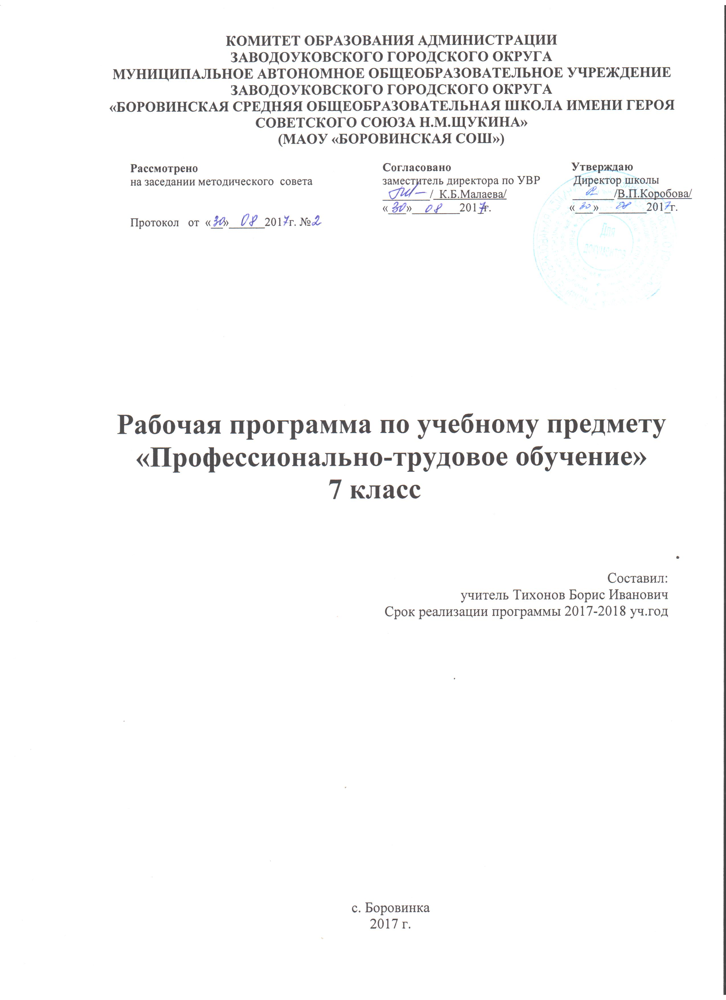 КОМИТЕТ ОБРАЗОВАНИЯ АДМИНИСТРАЦИИ
ЗАВОДОУКОВСКОГО ГОРОДСКОГО ОКРУГА
МУНИЦИПАЛЬНОЕ АВТОНОМНОЕ ОБЩЕОБРАЗОВАТЕЛЬНОЕ УЧРЕЖДЕНИЕ
ЗАВОДОУКОВСКОГО ГОРОДСКОГО ОКРУГА
«БОРОВИНСКАЯ СРЕДНЯЯ ОБЩЕОБРАЗОВАТЕЛЬНАЯ ШКОЛА ИМЕНИ ГЕРОЯ
СОВЕТСКОГО СОЮЗА Н.М.ЩУКИНА»
(МАОУ «БОРОВИНСКАЯ СОШ»)
Рассмотрено
на заседании методического совета
Протокол от «30» 08 2017г. №2
Согласовано
заместитель директора по УВР
/ К.Б.Малаева/
«30» 08 2017г.
Утверждаю
Директор школы
/В.П.Коробова/
«30» 08 2017г.
Для
документов
Рабочая программа по учебному предмету
«Профессионально-трудовое обучение»
7 класс
Составил:
учитель Тихонов Борис Иванович
Срок реализации программы 2017-2018 уч.год
с. Боровинка
2017 г.